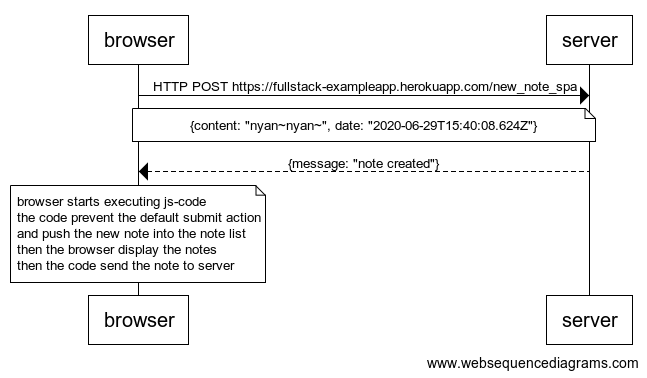 browser
server
HTTP POST https://fullstack-exampleapp.herokuapp.com/new_note_spa
{content: "nyan~nyan~", date: "2020-06-29T15:40:08.624Z"}
{message: "note created"}
browser starts executing js-code
the code prevent the default submit action
and push the new note into the note list
then the browser display the notes
then the code send the note to server
browser
server
www.websequencediagrams.com